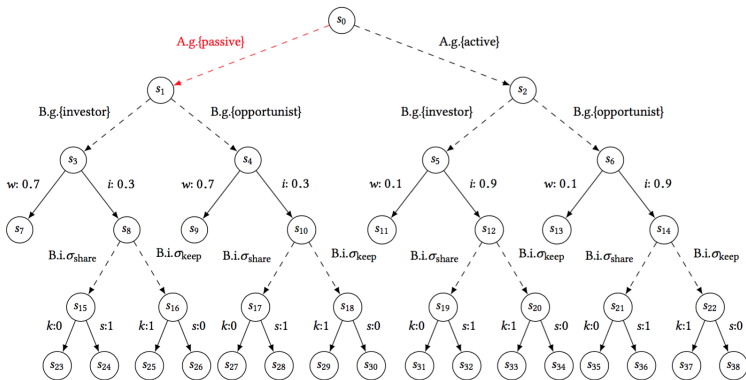 s0
A.g.{passive} A.g.{active}
s1 s2
B.g.{investor} B.g.{opportunist} B.g.{investor} B.g.{opportunist}
s3 s4 s5 s6
w: 0.7 i: 0.3 w: 0.7 i: 0.3 w: 0.1 i: 0.9 w: 0.1 i: 0.9
s7 s8 s9 s10 s11 s12 s13 s14
B.i.σshare B.i.σkeep B.i.σshare B.i.σkeep B.i.σshare B.i.σkeep B.i.σshare B.i.σkeep
s15 s16 s17 s18 s19 s20 s21 s22
k:0 s:1 k:1 s:0 k:0 s:1 k:1 s:0 k:0 s:1 k:1 s:0 k:0 s:1 k:1 s:0
s23 s24 s25 s26 s27 s28 s29 s30 s31 s32 s33 s34 s35 s36 s37 s38